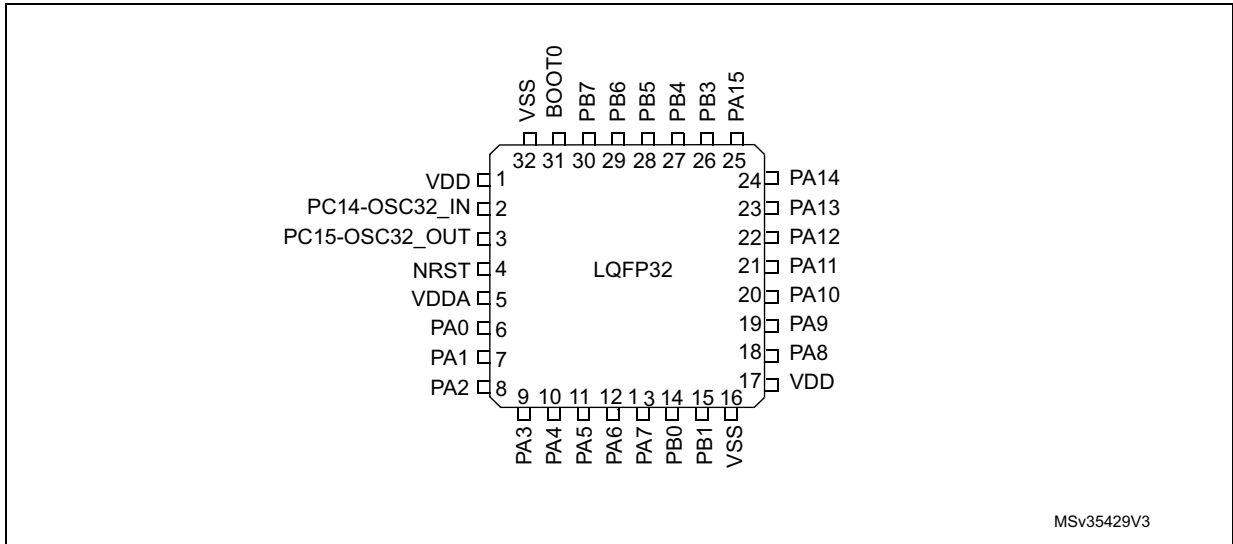 VSS
BOOT0
PB7
PB6
PB5
PB4
PB3
PA15
32 31 30 29 28 27 26 25
VDD 1
PC14-OSC32_IN 2
PC15-OSC32_OUT 3
NRST 4
VDDA 5
PA0 6
PA1 7
PA2 8
LQFP32
24 PA14
23 PA13
22 PA12
21 PA11
20 PA10
19 PA9
18 PA8
17 VDD
9 10 11 12 1 3 14 15 16
PA3
PA4
PA5
PA6
PA7
PB0
PB1
VSS
MSv35429V3